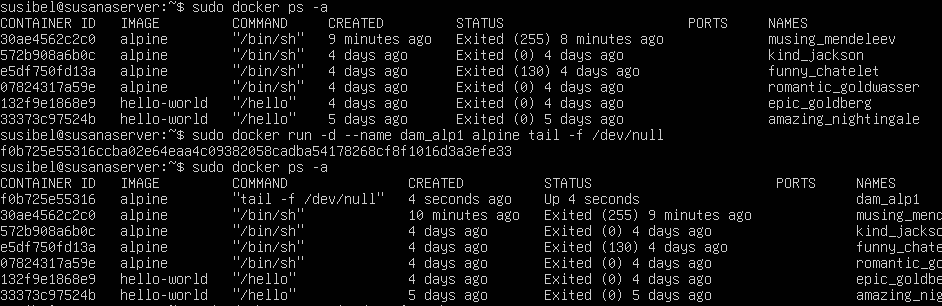 susibel@susanaserver:~$ sudo docker ps -a
CONTAINER ID   IMAGE         COMMAND     CREATED          STATUS                       PORTS     NAMES
30ae4562c2c0   alpine        "/bin/sh"   9 minutes ago    Exited (255) 8 minutes ago             musing_mendeleev
572b908a6b0c   alpine        "/bin/sh"   4 days ago       Exited (0) 4 days ago                  kind_jackson
e5df750fd13a   alpine        "/bin/sh"   4 days ago       Exited (130) 4 days ago                funny_chatelet
07824317a59e   alpine        "/bin/sh"   4 days ago       Exited (0) 4 days ago                  romantic_goldwasser
132f9e1868e9   hello-world   "/hello"    4 days ago       Exited (0) 4 days ago                  epic_goldberg
33373c97524b   hello-world   "/hello"    5 days ago       Exited (0) 5 days ago                  amazing_nightingale
susibel@susanaserver:~$ sudo docker run -d --name dam_alp1 alpine tail -f /dev/null
f0b725e55316ccba02e64eaa4c09382058cadba54178268cf8f1016d3a3efe33
susibel@susanaserver:~$ sudo docker ps -a
CONTAINER ID   IMAGE         COMMAND               CREATED          STATUS                       PORTS     NAMES
f0b725e55316   alpine        "tail -f /dev/null"   4 seconds ago    Up 4 seconds                           dam_alp1
30ae4562c2c0   alpine        "/bin/sh"             10 minutes ago   Exited (255) 9 minutes ago             musing_mend
572b908a6b0c   alpine        "/bin/sh"             4 days ago       Exited (0) 4 days ago                  kind_jackso
e5df750fd13a   alpine        "/bin/sh"             4 days ago       Exited (130) 4 days ago                funny_chate
07824317a59e   alpine        "/bin/sh"             4 days ago       Exited (0) 4 days ago                  romantic_go
132f9e1868e9   hello-world   "/hello"              4 days ago       Exited (0) 4 days ago                  epic_goldbe
33373c97524b   hello-world   "/hello"              5 days ago       Exited (0) 5 days ago                  amazing_nig